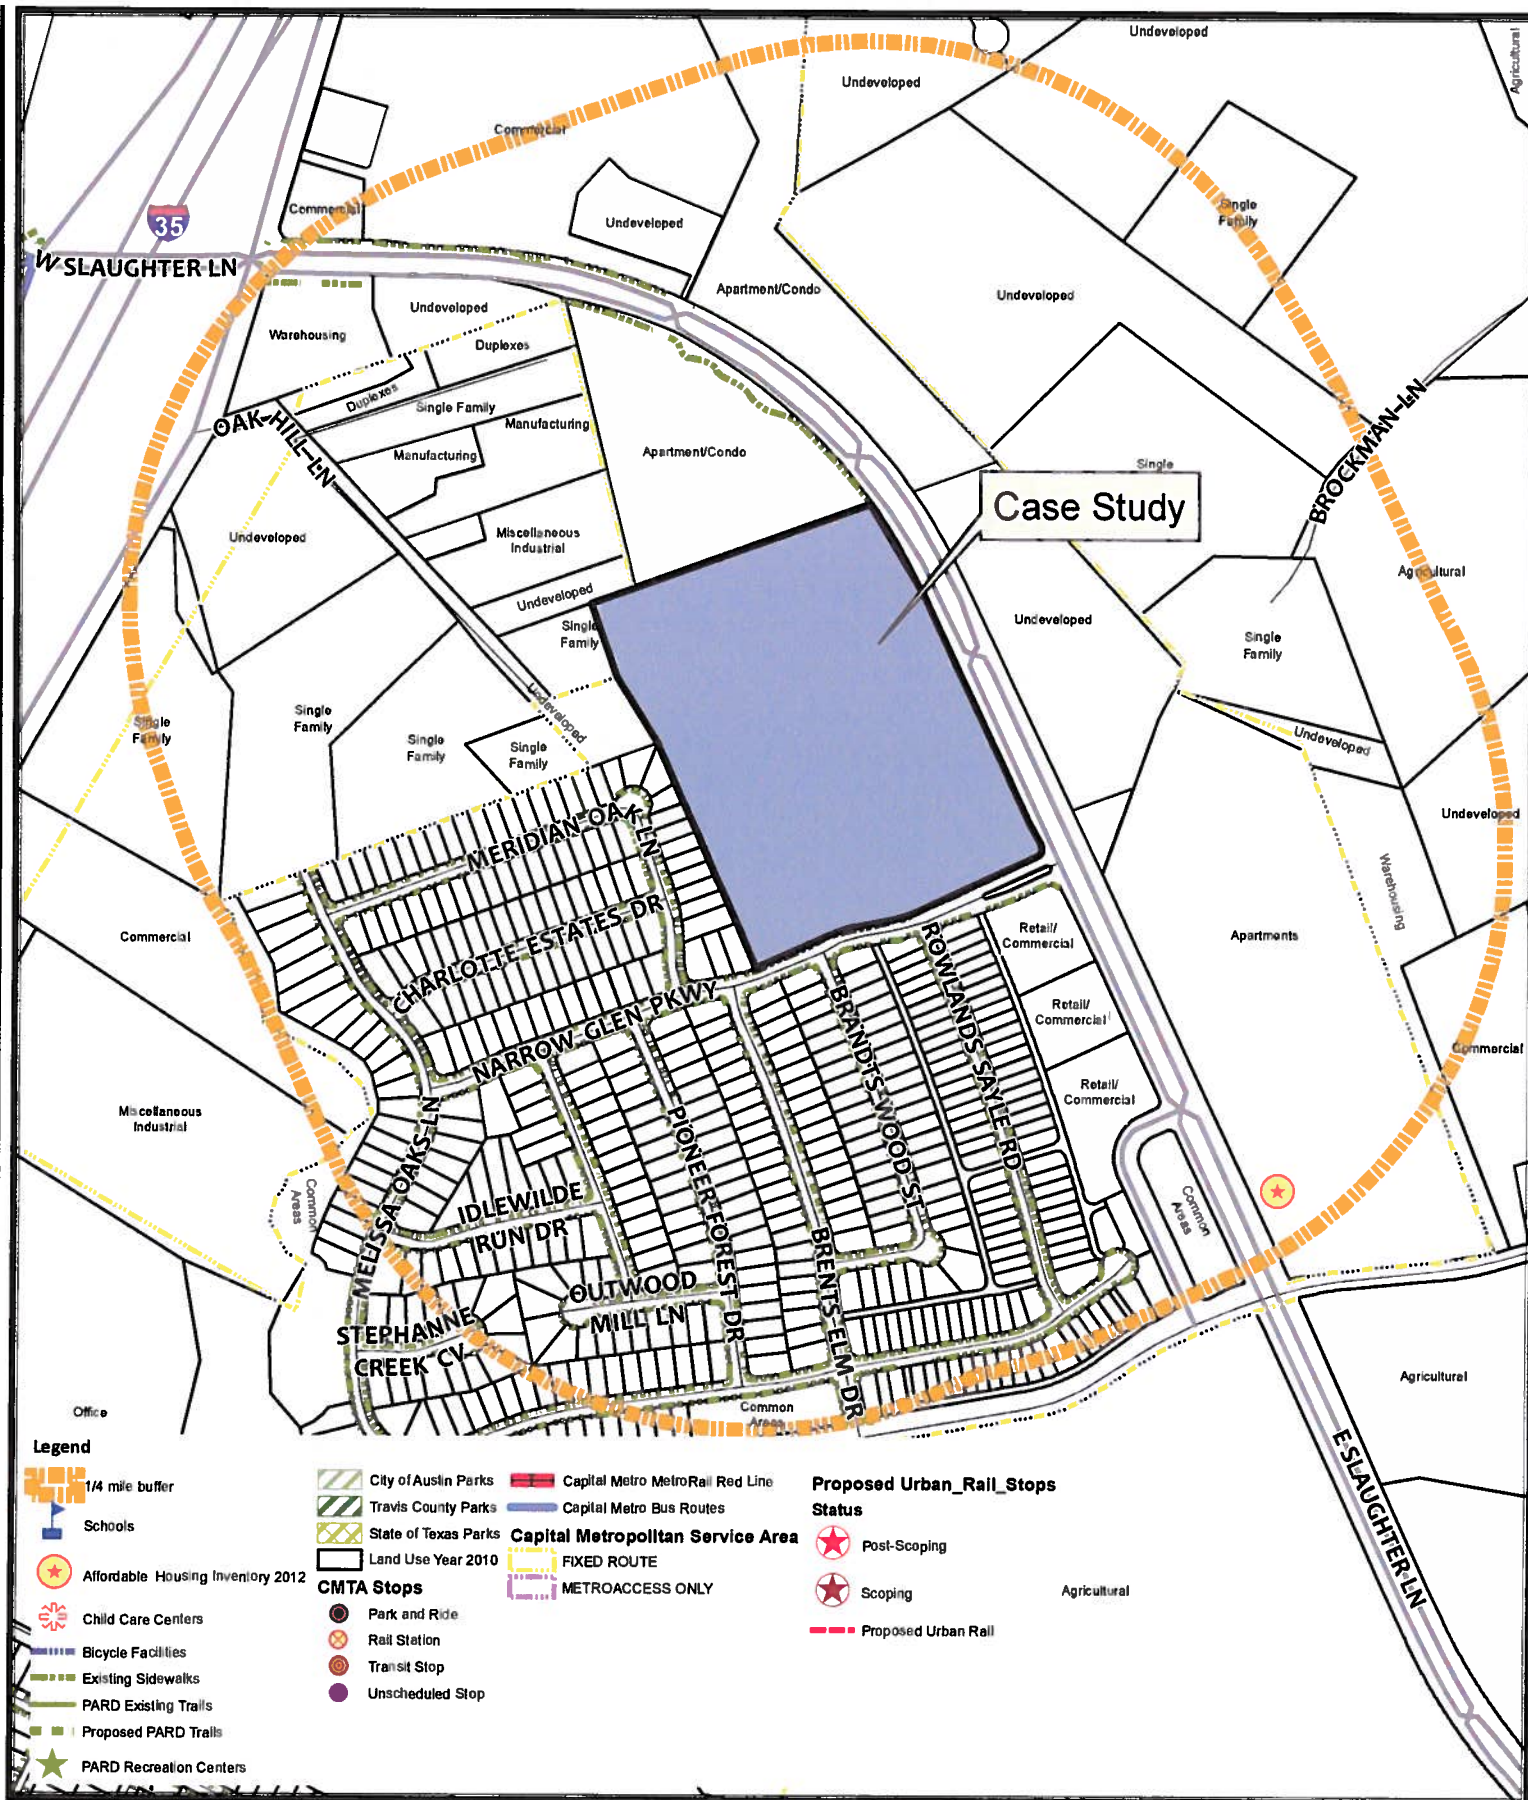 Undeveloped
Agricultural
Undeveloped
Commercial
Single
Family
Commercial
Undeveloped
35
W SLAUGHTER LN
Apartment/Condo
Undeveloped
Undeveloped
Warehousing
Duplexes
Duplexes
Single Family
OAK HILL LN
Manufacturing
Manufacturing
Apartment/Condo
BROCKMAN LN
Single
Case Study
Undeveloped
Miscellaneous
Industrial
Agricultural
Undeveloped
Undeveloped
Single
Family
Single
Family
Undeveloped
Single
Family
Single
Family
Single
Family
Single
Family
Undeveloped
Undeveloped
MERIDIAN OAK LN
Warehousing
CHARLOTTE ESTATES DR
Commercial
Retail/
Commercial
Apartments
ROWLANDS SAYLE RD
NARROW GLEN PKWY
BRANDTS WOOD ST
Retail/
Commercial
Commercial
Retail/
Commercial
Miscellaneous
Industrial
MELISSA OAKS LN
PIONEER FOREST DR
Common
Areas
IDLEWILDE
RUN DR
Common
Areas
BRENTS ELM DR
OUTWOOD
MILL LN
STEPHANNE
CREEK CV
Agricultural
Office
Common
Areas
E SLAUGHTER LN
Legend
1/4 mile buffer
Schools
Affordable Housing Inventory 2012
Child Care Centers
Bicycle Facilities
Existing Sidewalks
PARD Existing Trails
Proposed PARD Trails
PARD Recreation Centers
City of Austin Parks
Travis County Parks
State of Texas Parks
Land Use Year 2010
CMTA Stops
Park and Ride
Rail Station
Transit Stop
Unscheduled Stop
Capital Metro MetroRail Red Line
Capital Metro Bus Routes
Capital Metropolitan Service Area
FIXED ROUTE
METROACCESS ONLY
Proposed Urban_Rail_Stops
Status
Post-Scoping
Scoping
Proposed Urban Rail
Agricultural